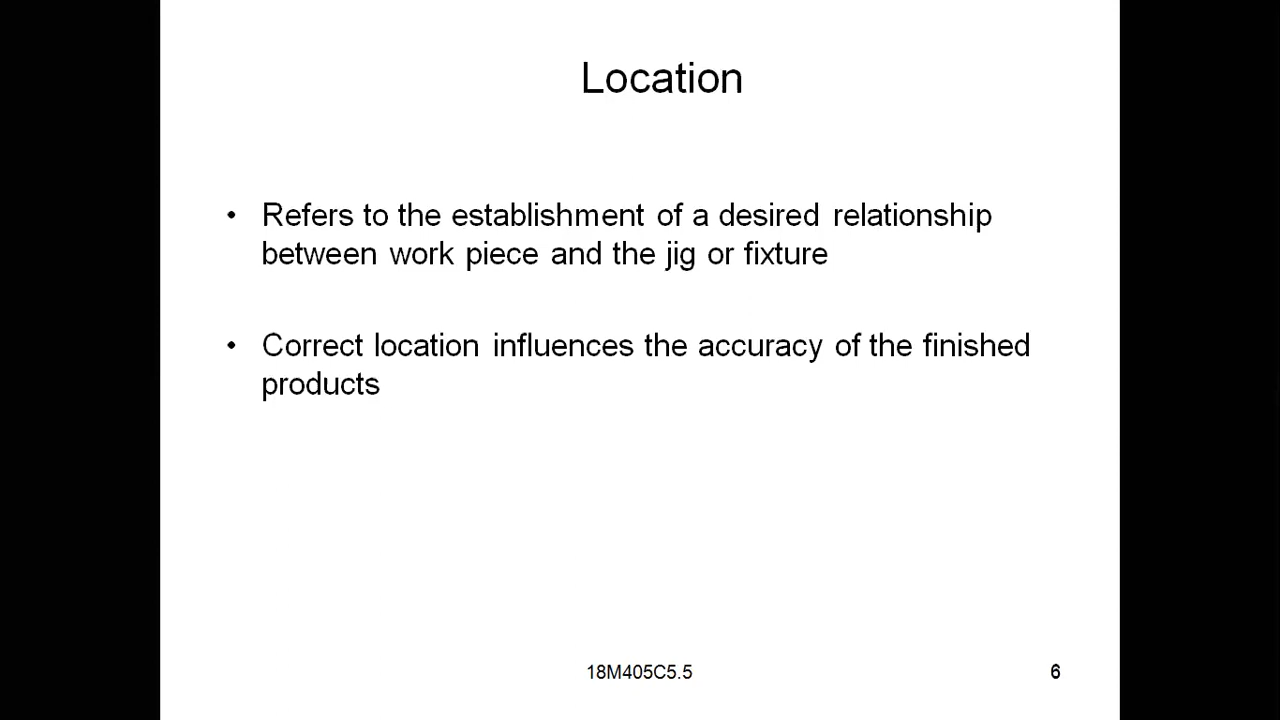 Location
• Refers to the establishment of a desired relationship
between work piece and the jig or fixture
• Correct location influences the accuracy of the finished
products
18M405C5.5
6